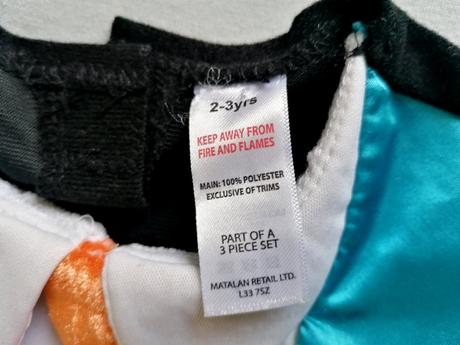 2-3yrs
KEEP AWAY FROM
FIRE AND FLAMES
MAIN: 100% POLYESTER
EXCLUSIVE OF TRIMS
PART OF A
3 PIECE SET
MATALAN RETAIL LTD.
L33 7SZ